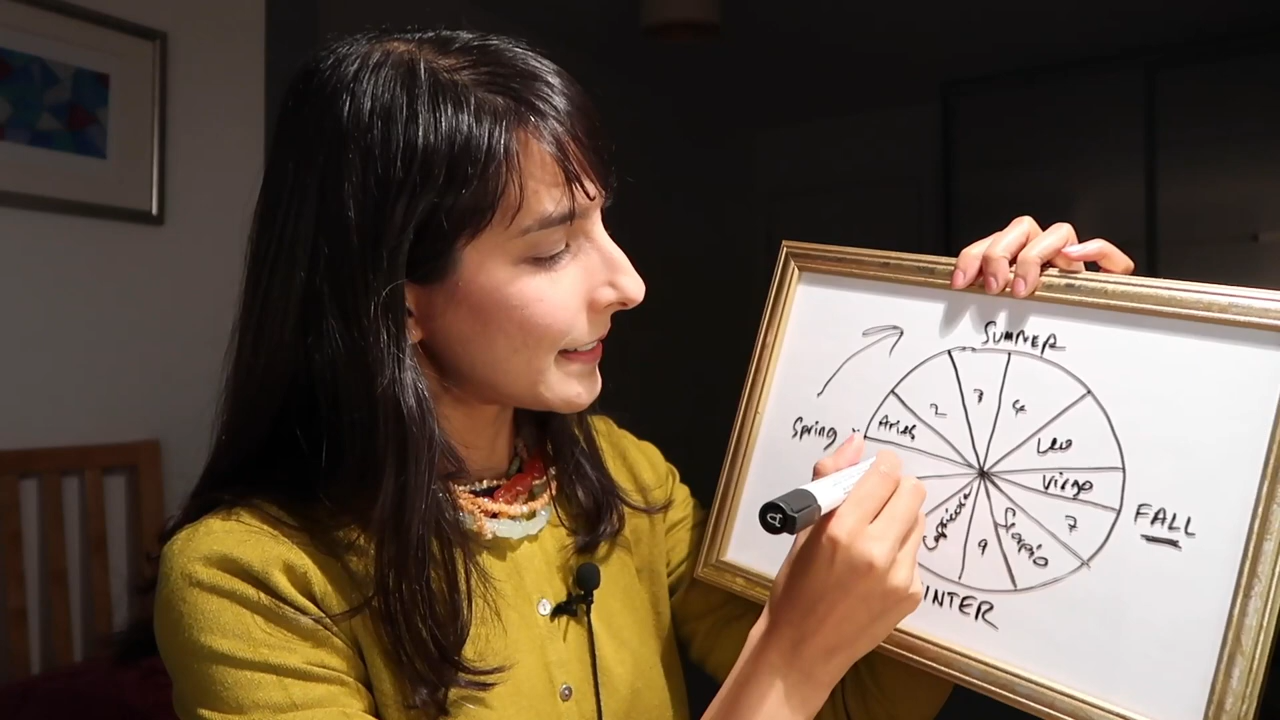 SUMMER
Spring
Aries
2
3
4
Leo
Virgo
7
Scorpio
9
Capricorn
FALL
INTER